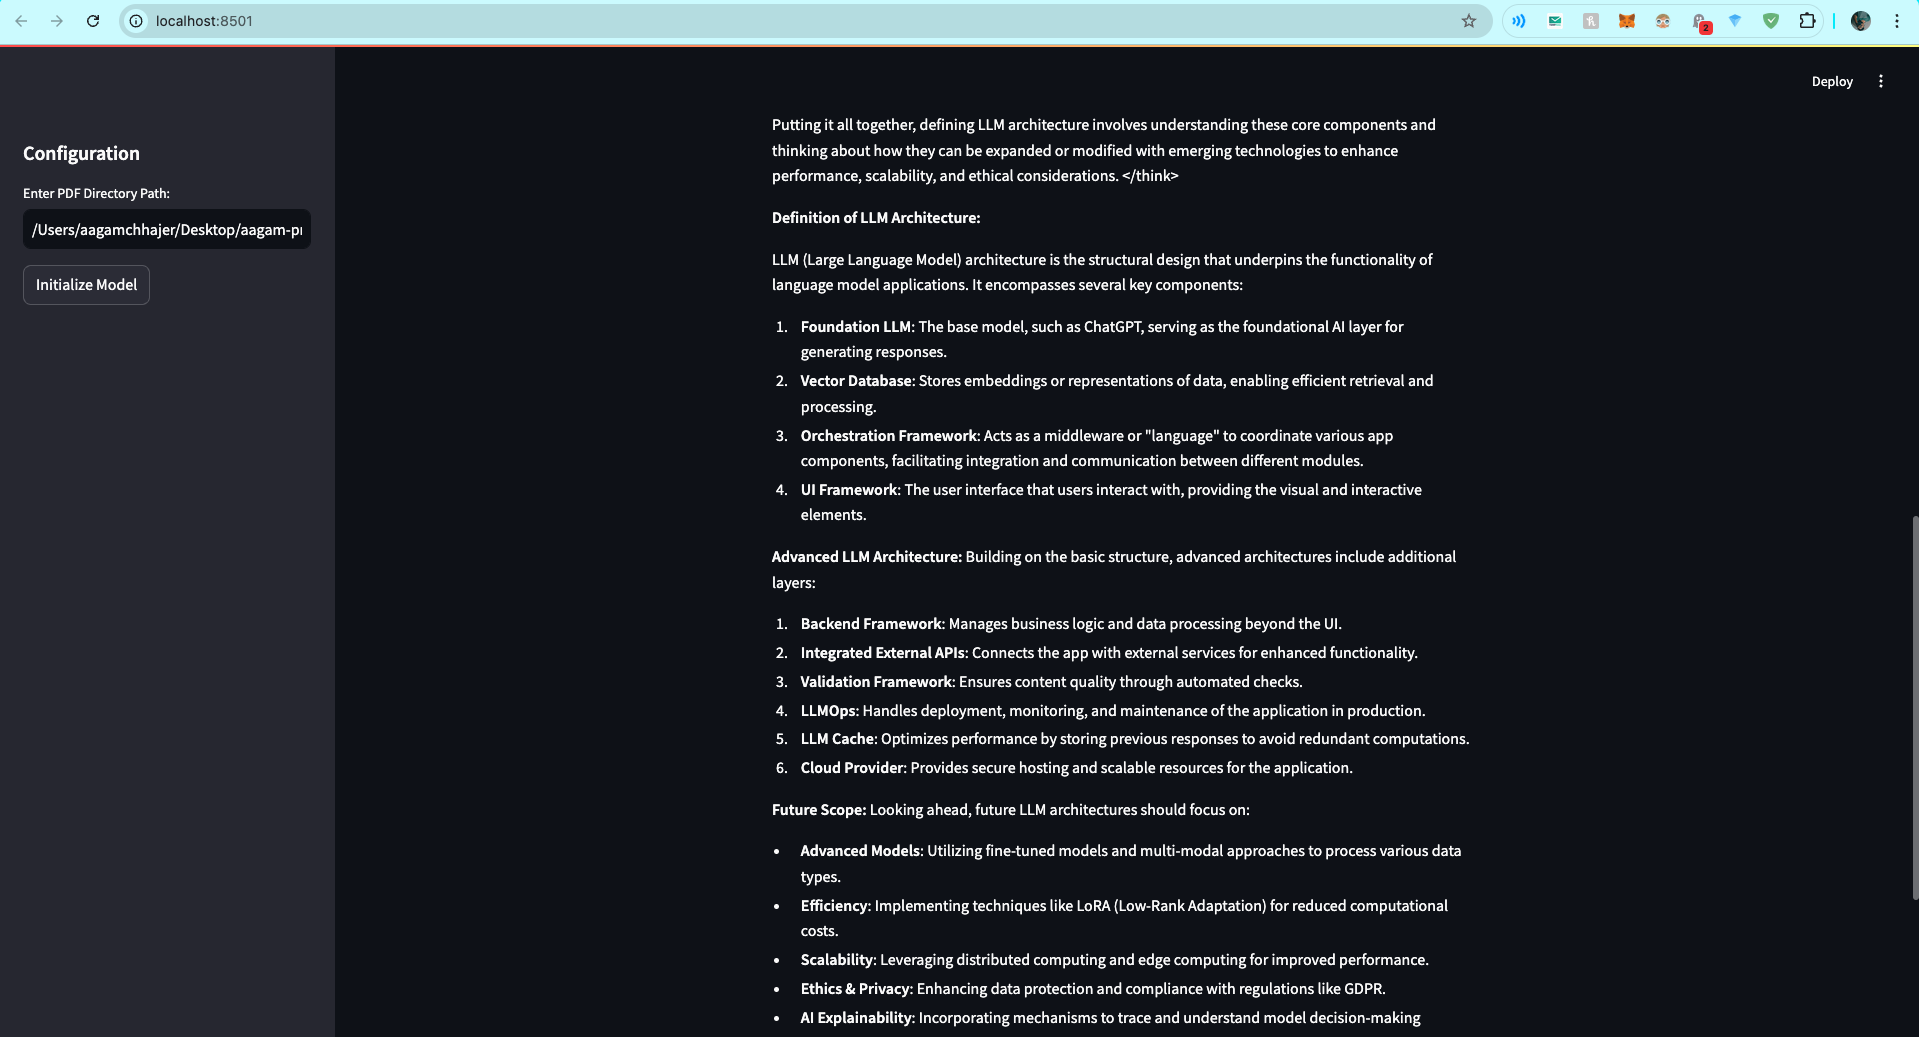 localhost:8501
2
Deploy
Configuration
Enter PDF Directory Path:
/Users/aagamchhajer/Desktop/aagam-pr
Initialize Model
Putting it all together, defining LLM architecture involves understanding these core components and
thinking about how they can be expanded or modified with emerging technologies to enhance
performance, scalability, and ethical considerations. </think>
Definition of LLM Architecture:
LLM (Large Language Model) architecture is the structural design that underpins the functionality of
language model applications. It encompasses several key components:
1. Foundation LLM: The base model, such as ChatGPT, serving as the foundational AI layer for
generating responses.
2. Vector Database: Stores embeddings or representations of data, enabling efficient retrieval and
processing.
3. Orchestration Framework: Acts as a middleware or "language" to coordinate various app
components, facilitating integration and communication between different modules.
4. UI Framework: The user interface that users interact with, providing the visual and interactive
elements.
Advanced LLM Architecture: Building on the basic structure, advanced architectures include additional
layers:
1. Backend Framework: Manages business logic and data processing beyond the UI.
2. Integrated External APIs: Connects the app with external services for enhanced functionality.
3. Validation Framework: Ensures content quality through automated checks.
4. LLMOps: Handles deployment, monitoring, and maintenance of the application in production.
5. LLM Cache: Optimizes performance by storing previous responses to avoid redundant computations.
6. Cloud Provider: Provides secure hosting and scalable resources for the application.
Future Scope: Looking ahead, future LLM architectures should focus on:
• Advanced Models: Utilizing fine-tuned models and multi-modal approaches to process various data
types.
• Efficiency: Implementing techniques like LoRA (Low-Rank Adaptation) for reduced computational
costs.
• Scalability: Leveraging distributed computing and edge computing for improved performance.
• Ethics & Privacy: Enhancing data protection and compliance with regulations like GDPR.
• AI Explainability: Incorporating mechanisms to trace and understand model decision-making